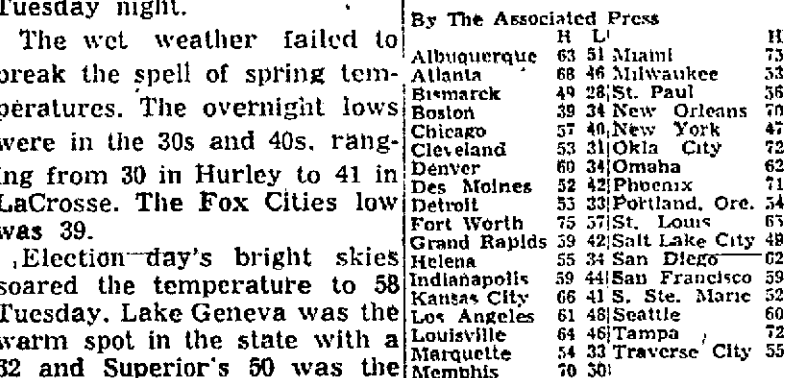 Tuesday night.
The wet weather failed to
break the spell of spring tem-
peratures. The overnight lows
were in the 30s and 40s, rang-
ing from 30 in Hurley to 41 in
LaCrosse. The Fox Cities low
was 39.
Election day's bright skies
soared the temperature to 58
Tuesday. Lake Geneva was the
warm spot in the state with a
62 and Superior's 50 was the
By The Associated Press
H L H
Albuquerque 63 51 Miami 75
Atlanta 68 46 Milwaukee 53
Bismarck 49 28 St. Paul 56
Boston 39 34 New Orleans 70
Chicago 57 40 New York 47
Cleveland 53 31 Okla City 72
Denver 60 34 Omaha 62
Des Moines 52 42 Phoenix 71
Detroit 55 33 Portland, Ore. 54
Fort Worth 75 57 St. Louis 65
Grand Rapids 59 42 Salt Lake City 49
Helena 55 34 San Diego 62
Indianapolis 59 44 San Francisco 59
Kansas City 66 41 S. Ste. Marie 52
Los Angeles 61 48 Seattle 60
Louisville 64 46 Tampa 72
Marquette 54 33 Traverse City 55
Memphis 70 50